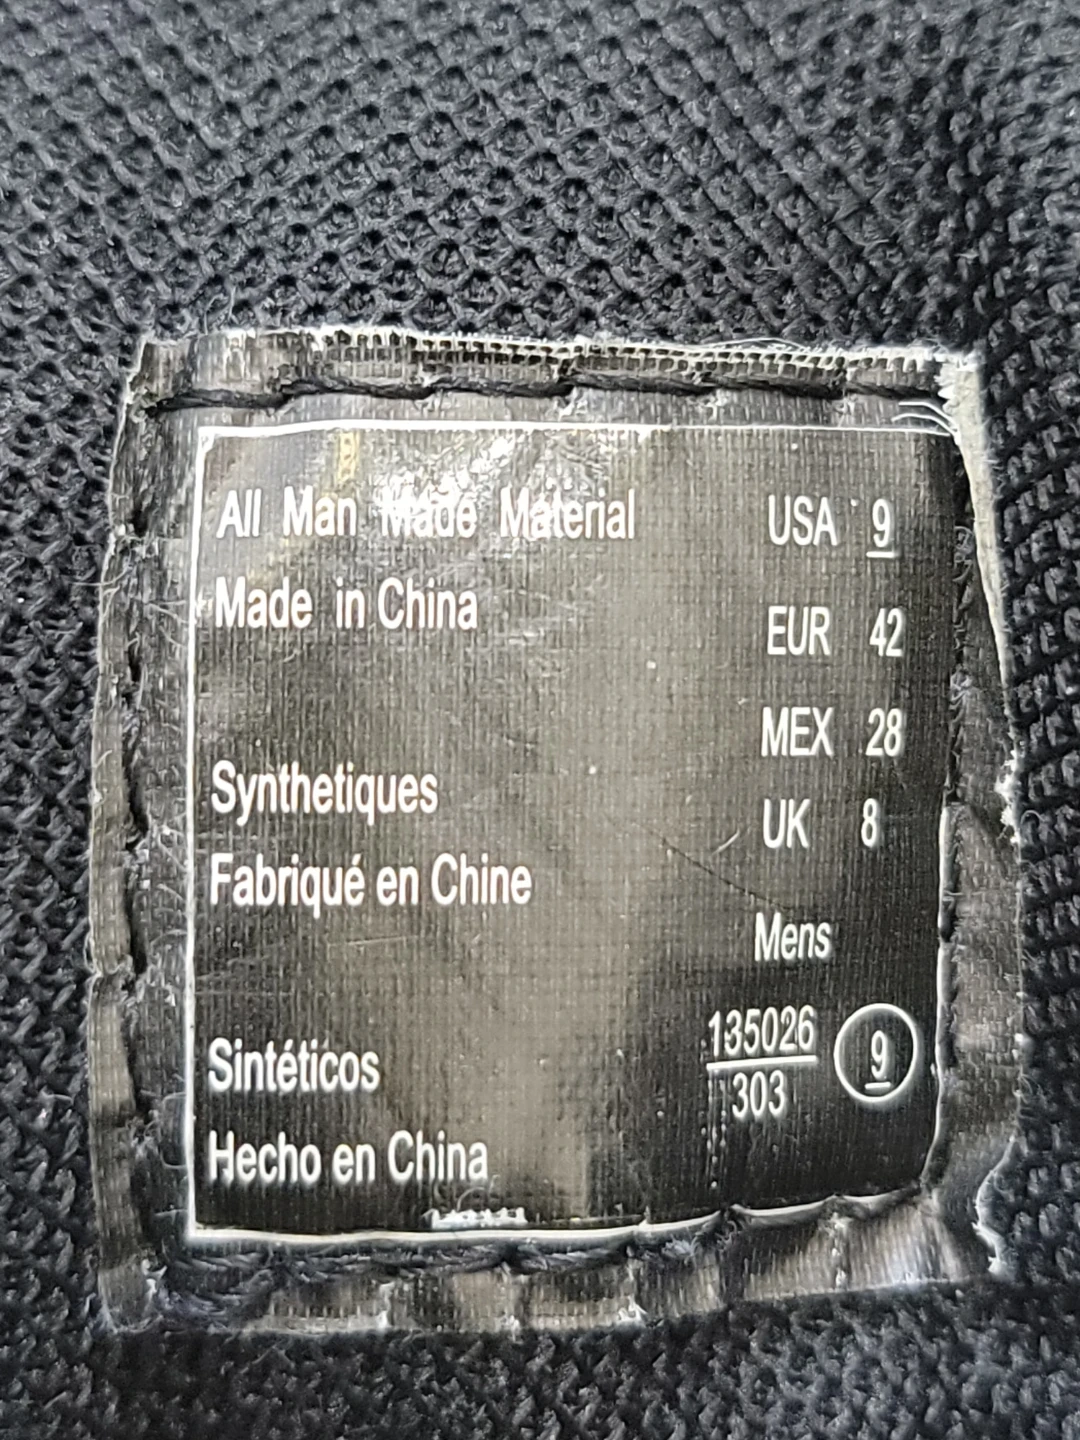 All Man Made Material
Made in China
Synthetiques
Fabriqué en Chine
Sintéticos
Hecho en China
USA 9
EUR 42
MEX 28
UK 8
Mens
135026
303
9